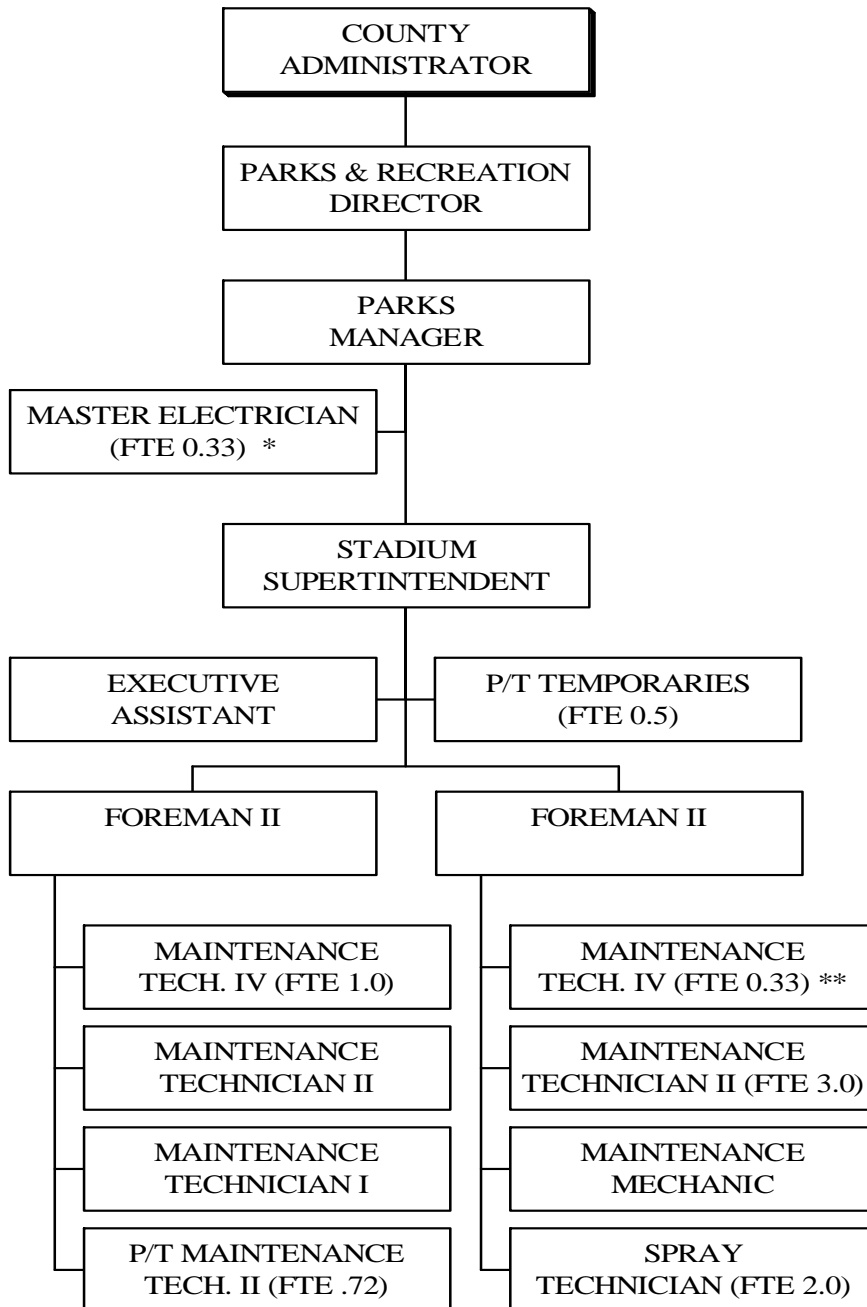 COUNTY
ADMINISTRATOR
PARKS & RECREATION
DIRECTOR
PARKS
MANAGER
MASTER ELECTRICIAN
(FTE 0.33) *
STADIUM
SUPERTINTENDENT
EXECUTIVE
ASSISTANT
P/T TEMPORARIES
(FTE 0.5)
FOREMAN II
MAINTENANCE
TECH. IV (FTE 1.0)
MAINTENANCE
TECHNICIAN II
MAINTENANCE
TECHNICIAN I
P/T MAINTENANCE
TECH. II (FTE .72)
FOREMAN II
MAINTENANCE
TECH. IV (FTE 0.33) **
MAINTENANCE
TECHNICIAN II (FTE 3.0)
MAINTENANCE
MECHANIC
SPRAY
TECHNICIAN (FTE 2.0)